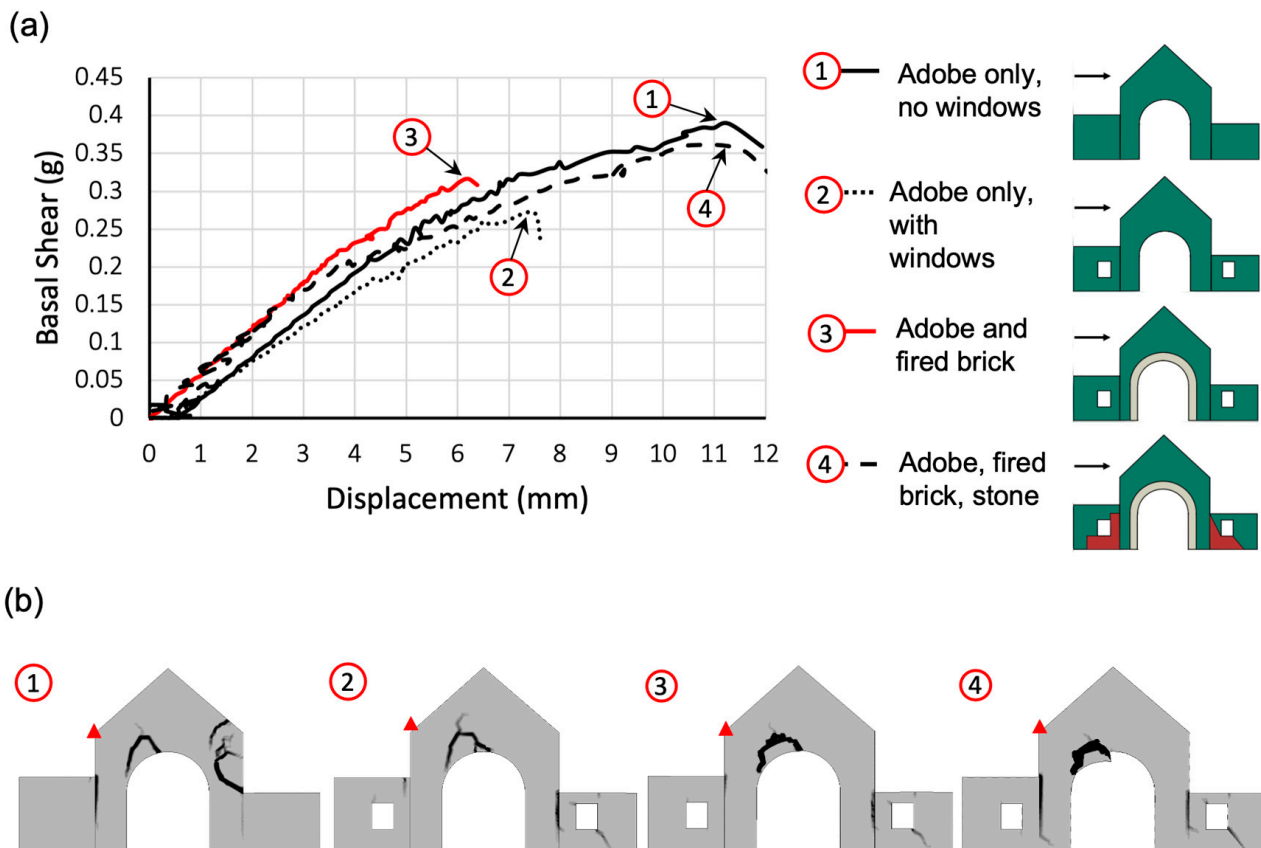 (a)
Basal Shear (g)
0.45
0.4
0.35
0.3
0.25
0.2
0.15
0.1
0.05
0
0 1 2 3 4 5 6 7 8 9 10 11 12
Displacement (mm)
1
3
4
2
1 Adobe only,
no windows
2 Adobe only,
with
windows
3 Adobe and
fired brick
4 Adobe, fired
brick, stone
(b)
1 2 3 4